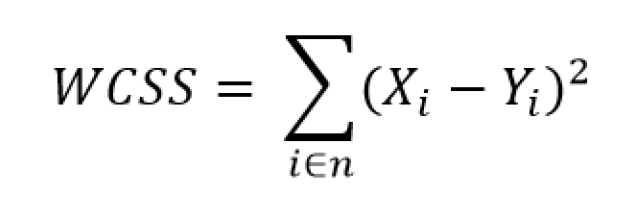 WCSS = ∑_{i∈n} (X_i − Y_i)^2